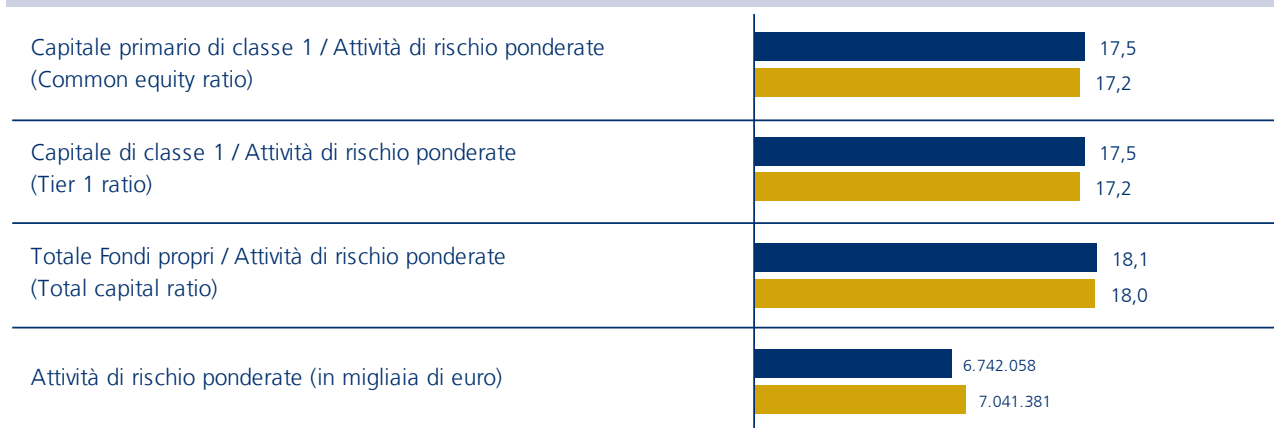 Capitale primario di classe 1 / Attività di rischio ponderate
(Common equity ratio)
17,5
17,2
Capitale di classe 1 / Attività di rischio ponderate
(Tier 1 ratio)
17,5
17,2
Totale Fondi propri / Attività di rischio ponderate
(Total capital ratio)
18,1
18,0
Attività di rischio ponderate (in migliaia di euro)
6.742.058
7.041.381